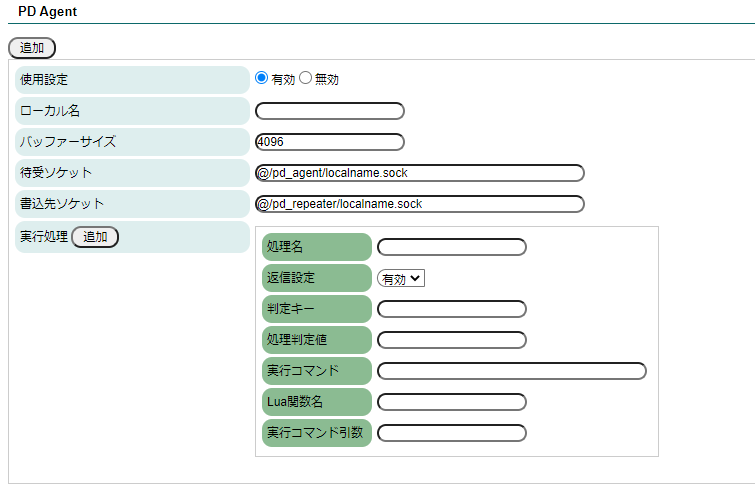 PD Agent
追加
使用設定 有効 無効
ローカル名
バッファーサイズ 4096
待受ソケット @/pd_agent/localname.sock
書込先ソケット @/pd_repeater/localname.sock
実行処理 追加
処理名
返信設定 有効
判定キー
処理判定値
実行コマンド
Lua関数名
実行コマンド引数